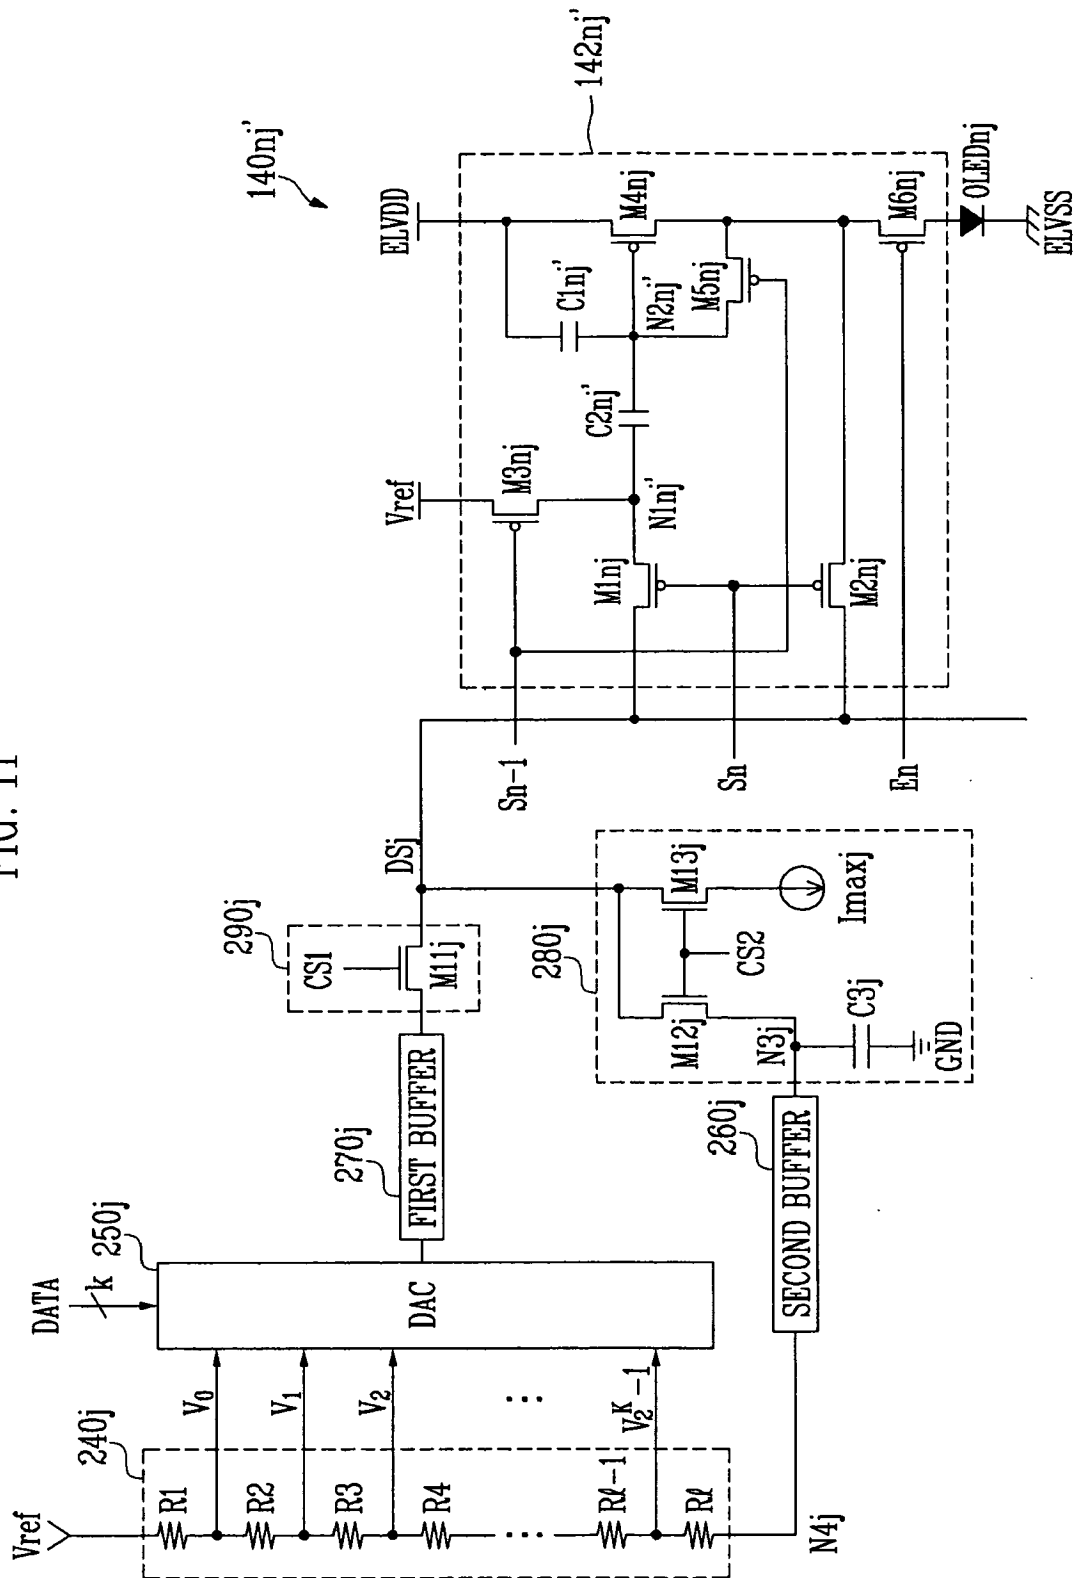 FIG. 11
Vref
240j
R1
R2
R3
R4
...
Rℓ-1
Rℓ
N4j
V0
V1
V2
...
V2^K-1
DATA
k
250j
DAC
270j
FIRST BUFFER
260j
SECOND BUFFER
290j
CS1
M11j
DSj
280j
M12j
M13j
CS2
N3j
C3j
GND
Imaxj
Sn-1
Sn
En
140nj''
142nj''
Vref
M3nj
N1nj''
M1nj
M2nj
C2nj''
ELVDD
C1nj''
N2nj''
M4nj
M5nj
M6nj
OLEDnj
ELVSS